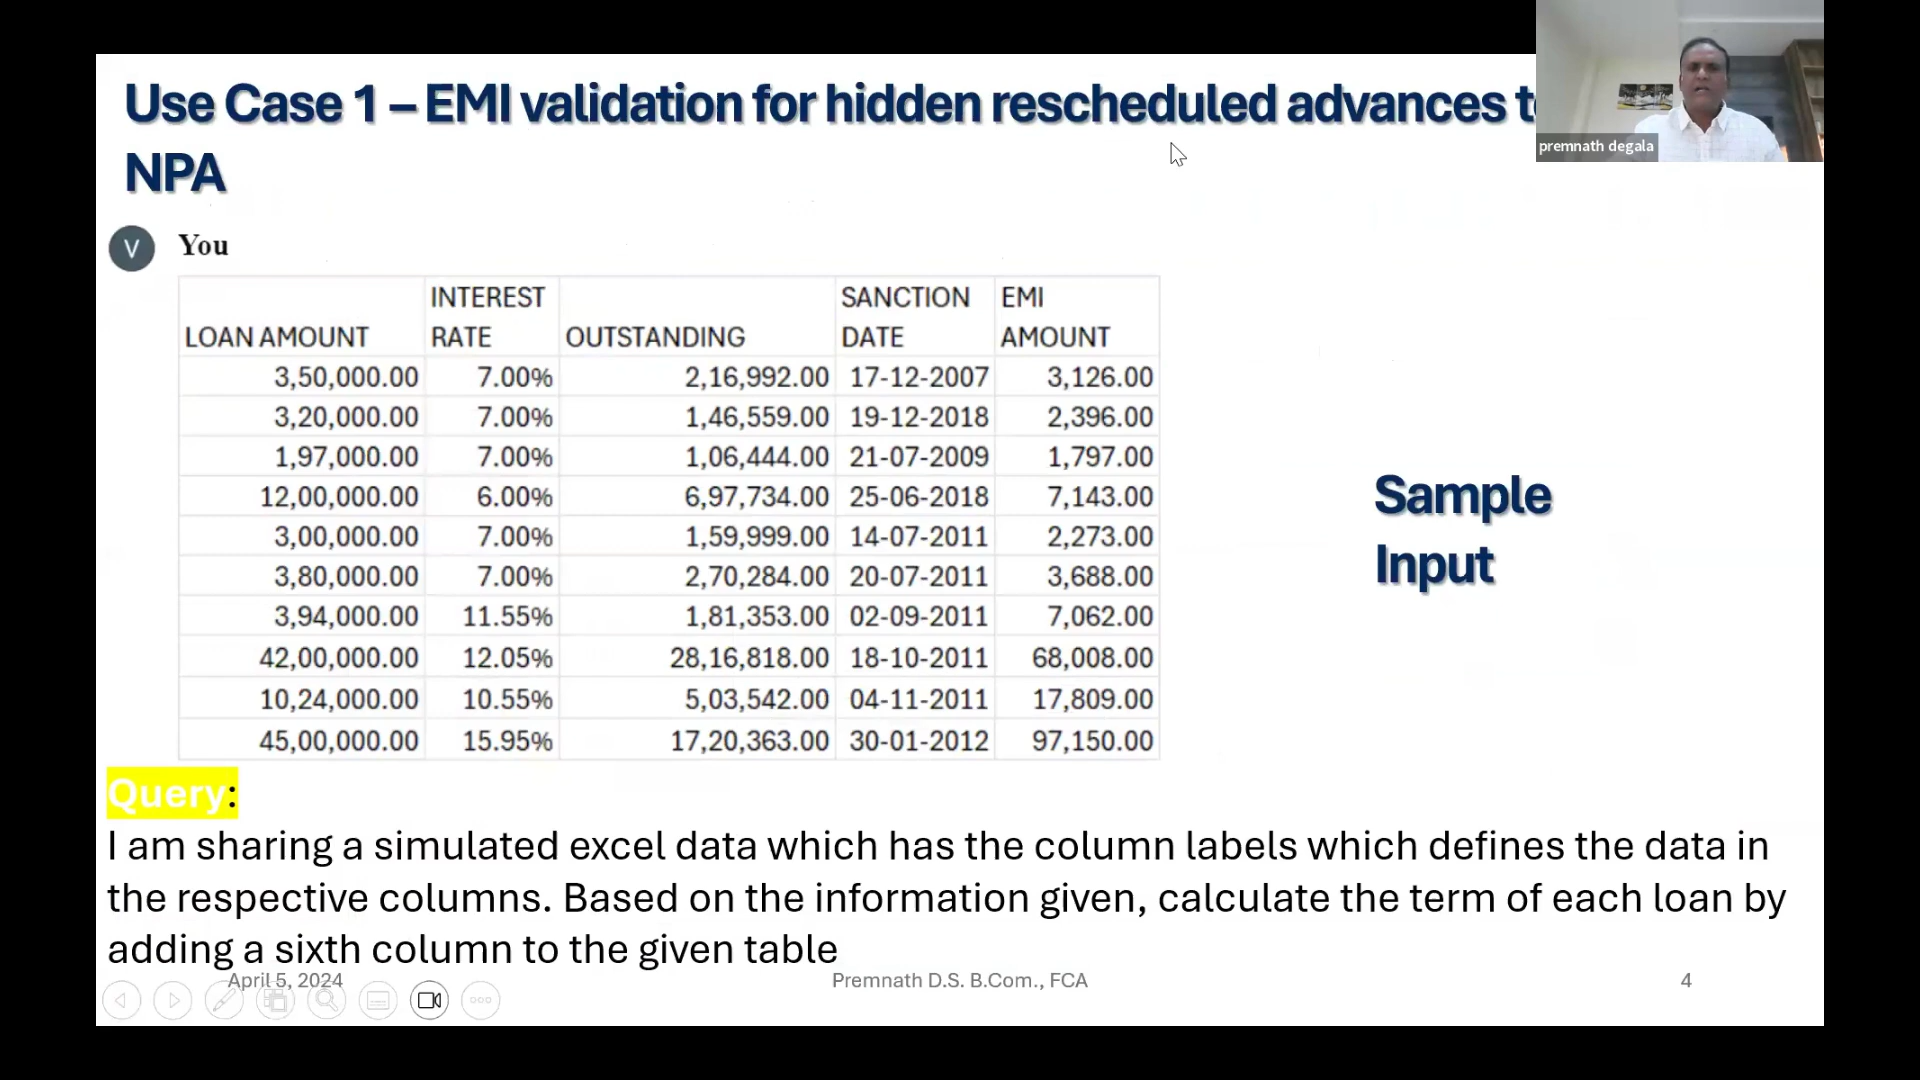 Use Case 1 – EMI validation for hidden rescheduled advances
NPA
premnath degala
V You
LOAN AMOUNT INTEREST RATE OUTSTANDING SANCTION DATE EMI AMOUNT
3,50,000.00 7.00% 2,16,992.00 17-12-2007 3,126.00
3,20,000.00 7.00% 1,46,559.00 19-12-2018 2,396.00
1,97,000.00 7.00% 1,06,444.00 21-07-2009 1,797.00
12,00,000.00 6.00% 6,97,734.00 25-06-2018 7,143.00
3,00,000.00 7.00% 1,59,999.00 14-07-2011 2,273.00
3,80,000.00 7.00% 2,70,284.00 20-07-2011 3,688.00
3,94,000.00 11.55% 1,81,353.00 02-09-2011 7,062.00
42,00,000.00 12.05% 28,16,818.00 18-10-2011 68,008.00
10,24,000.00 10.55% 5,03,542.00 04-11-2011 17,809.00
45,00,000.00 15.95% 17,20,363.00 30-01-2012 97,150.00
Sample
Input
Query:
I am sharing a simulated excel data which has the column labels which defines the data in
the respective columns. Based on the information given, calculate the term of each loan by
adding a sixth column to the given table
April 5, 2024 Premnath D.S. B.Com., FCA 4